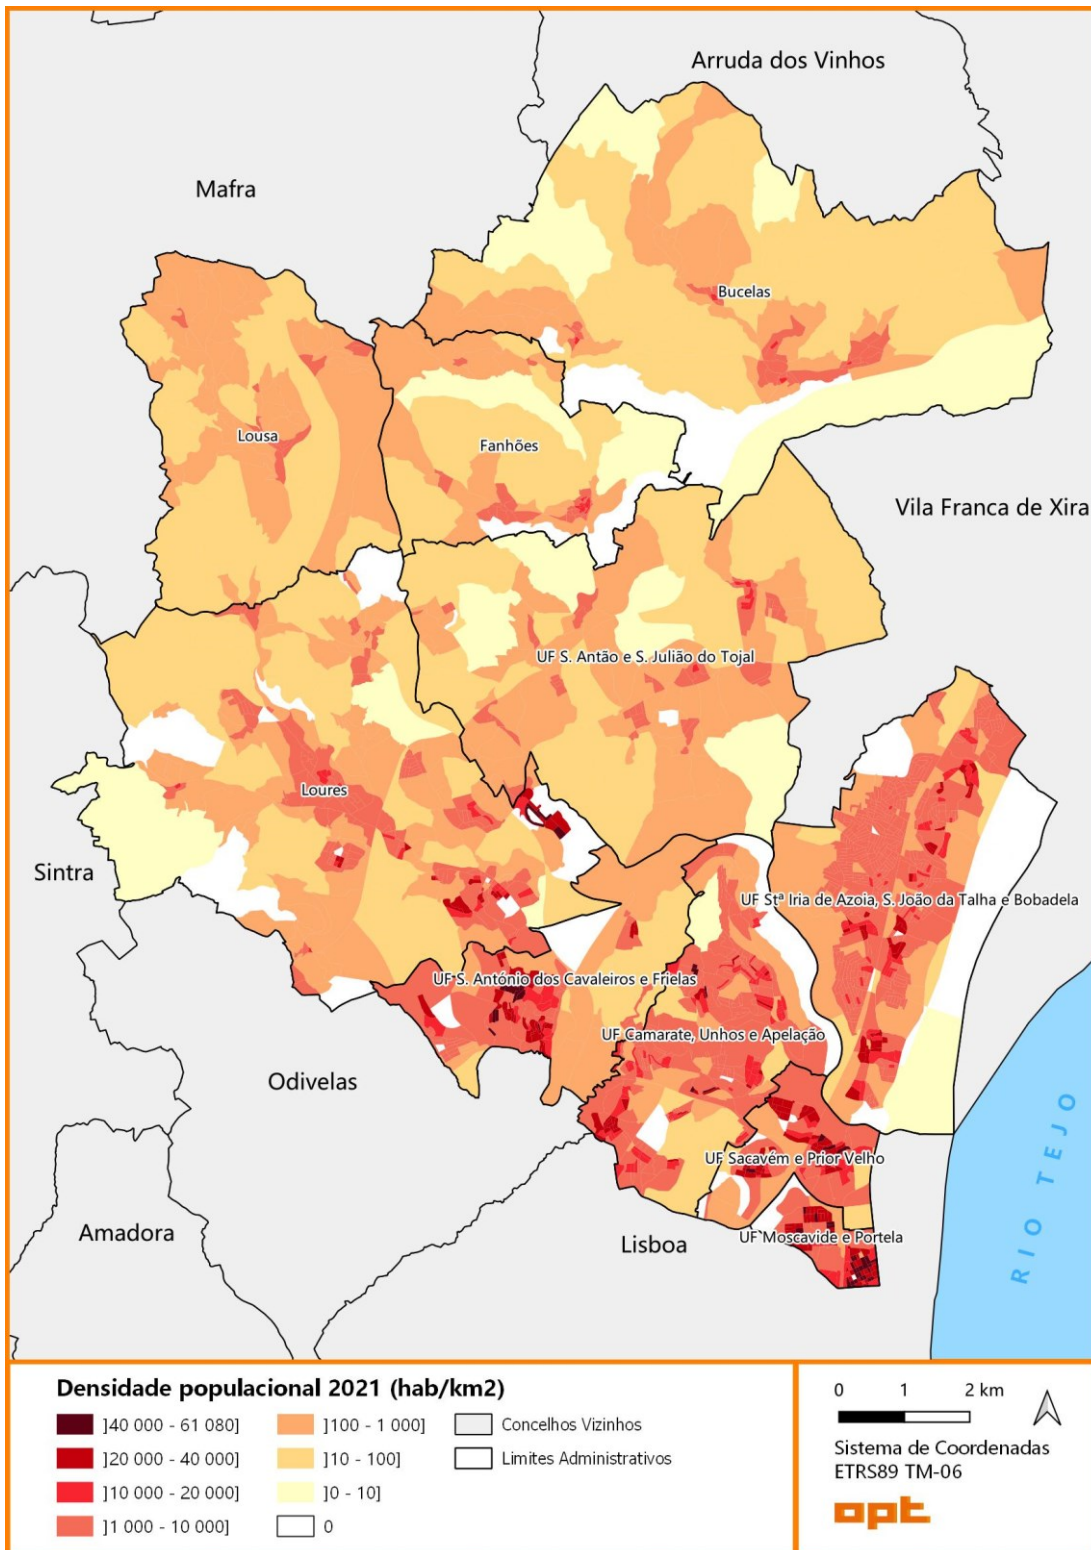 Arruda dos Vinhos
Mafra
Bucelas
Lousa
Fanhões
Vila Franca de Xira
UF S. Antão e S. Julião do Tojal
Loures
Sintra
UF Stª Iria de Azoia, S. João da Talha e Bobadela
UF S. António dos Cavaleiros e Frielas
UF Camarate, Unhos e Apelação
Odivelas
RIO TEJO
UF Sacavém e Prior Velho
Amadora
Lisboa
UF Moscavide e Portela
Densidade populacional 2021 (hab/km2)
]40 000 - 61 080]
]20 000 - 40 000]
]10 000 - 20 000]
]1 000 - 10 000]
]100 - 1 000]
]10 - 100]
]0 - 10]
0
Concelhos Vizinhos
Limites Administrativos
0 1 2 km
Sistema de Coordenadas
ETRS89 TM-06
opt